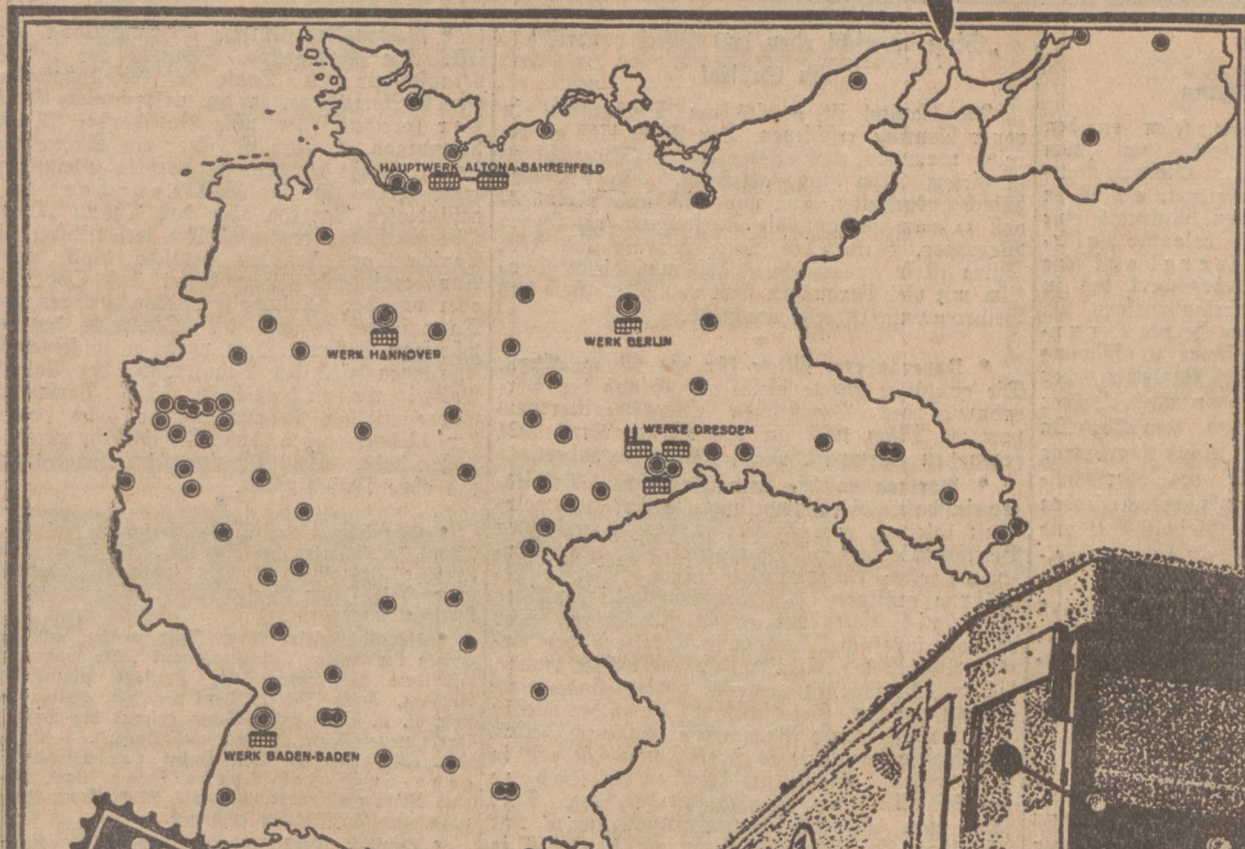 HAUPTWERK ALTONA-BAHRENFELD
WERK HANNOVER
WERK BERLIN
WERKE DRESDEN
WERK BADEN-BADEN